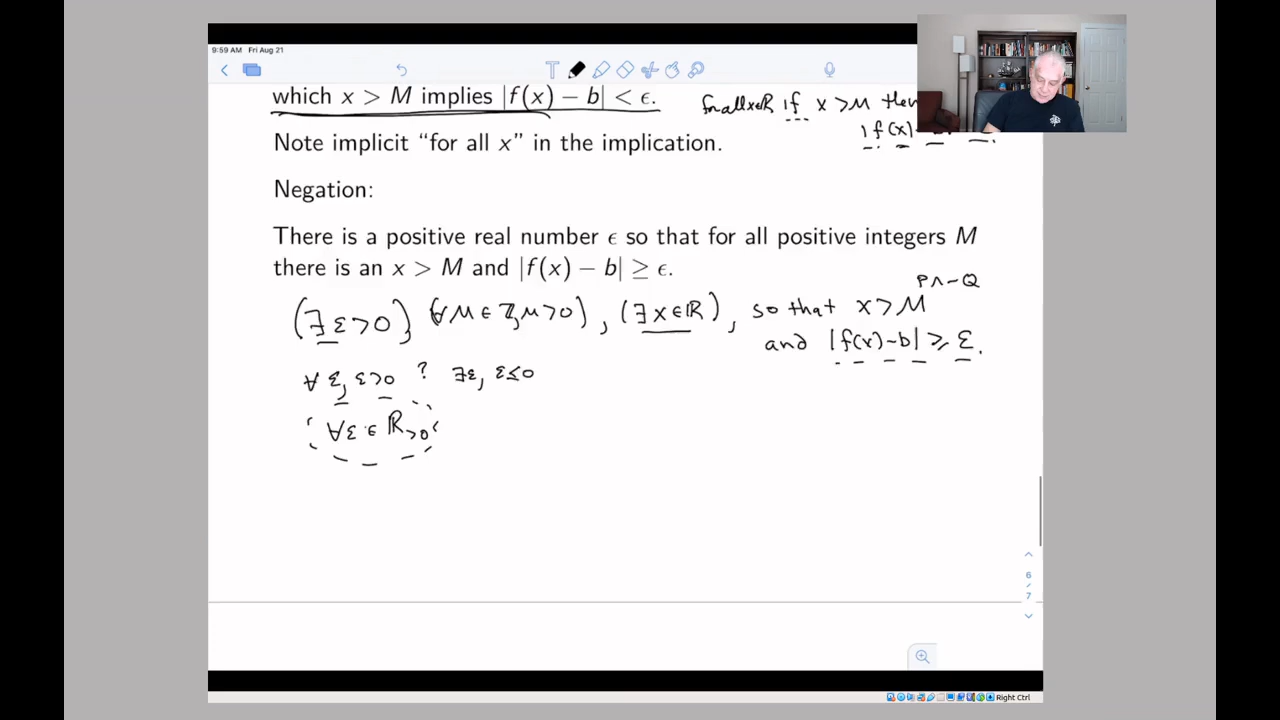 9:59 AM Fri Aug 21
which x > M implies |f(x) − b| < ϵ.
for all x∈ℝ if x > M then
|f(x)
Note implicit “for all x” in the implication.
Negation:
There is a positive real number ϵ so that for all positive integers M
there is an x > M and |f(x) − b| ≥ ϵ.
P ∧ ~Q
(∃ ε > 0), (∀M ∈ ℤ, M > 0), (∃ x ∈ ℝ), so that x > M
and |f(x) − b| ≥ ε.
∀ ε, ε > 0 ? ∃ε, ε ≤ 0
∀ε ∈ ℝ>0
6
/
7
Right Ctrl